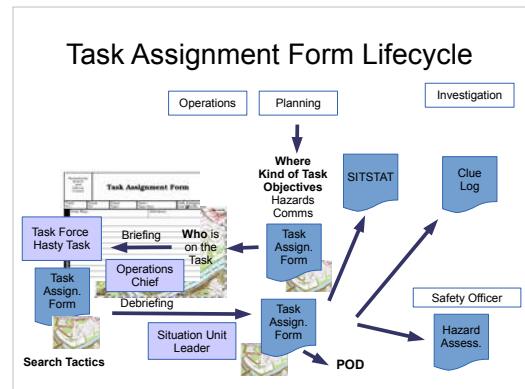 Task Assignment Form Lifecycle
Operations
Planning
Investigation
Where
Kind of Task
Objectives
Hazards
Comms
SITSTAT
Clue
Log
Task Assignment Form
Task Force
Hasty Task
Briefing
Who is
on the
Task
Task
Assign.
Form
Operations
Chief
Task
Assign.
Form
Debriefing
Situation Unit
Leader
Task
Assign.
Form
Safety Officer
Hazard
Assess.
Search Tactics
POD